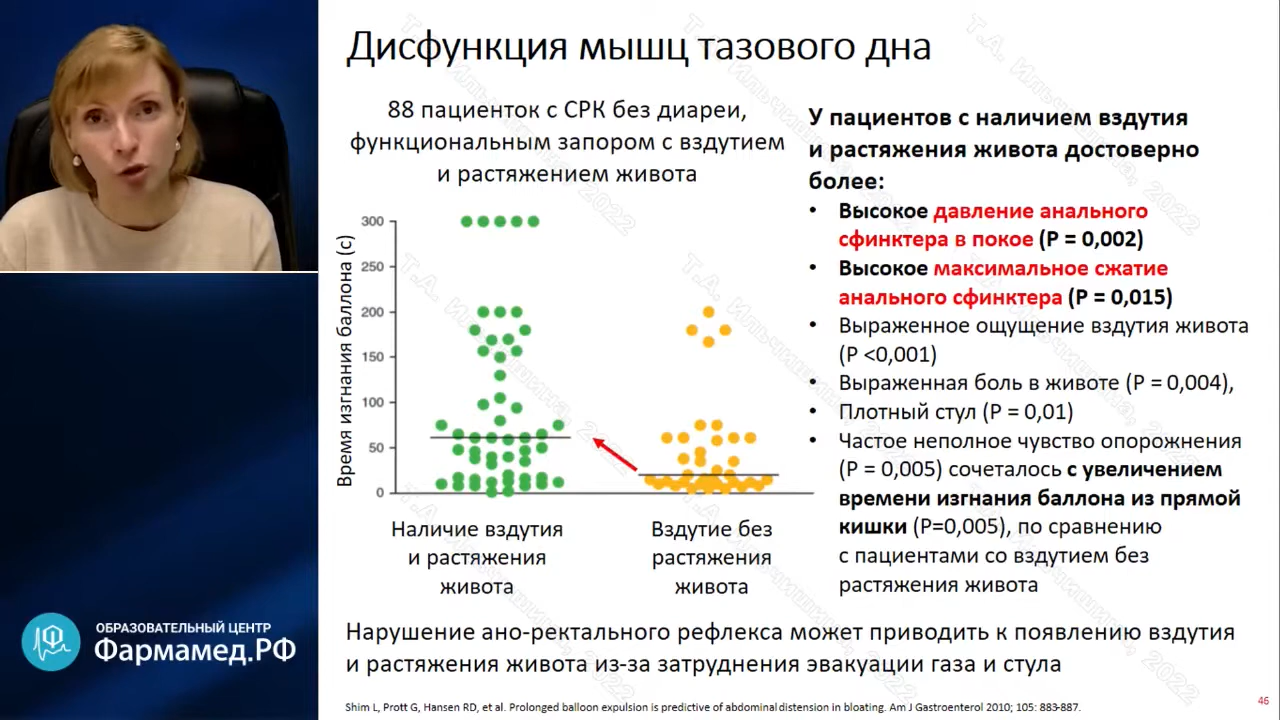 Дисфункция мышц тазового дна
88 пациенток с СРК без диареи,
функциональным запором с вздутием
и растяжением живота
Время изгнания баллона (с)
300
250
200
150
100
50
0
Наличие вздутия
и растяжения
живота
Вздутие без
растяжения
живота
У пациентов с наличием вздутия
и растяжения живота достоверно
более:
• Высокое давление анального
сфинктера в покое (P = 0,002)
• Высокое максимальное сжатие
анального сфинктера (P = 0,015)
• Выраженное ощущение вздутия живота
(P <0,001)
• Выраженная боль в животе (P = 0,004),
• Плотный стул (P = 0,01)
• Частое неполное чувство опорожнения
(P = 0,005) сочеталось с увеличением
времени изгнания баллона из прямой
кишки (P=0,005), по сравнению
с пациентами со вздутием без
растяжения живота
Нарушение ано-ректального рефлекса может приводить к появлению вздутия
и растяжения живота из-за затруднения эвакуации газа и стула
Shim L, Prott G, Hansen RD, et al. Prolonged balloon expulsion is predictive of abdominal distension in bloating. Am J Gastroenterol 2010; 105: 883-887.
46
ОБРАЗОВАТЕЛЬНЫЙ ЦЕНТР
Фармамед.РФ
Т.А. Ильчишина, 2022